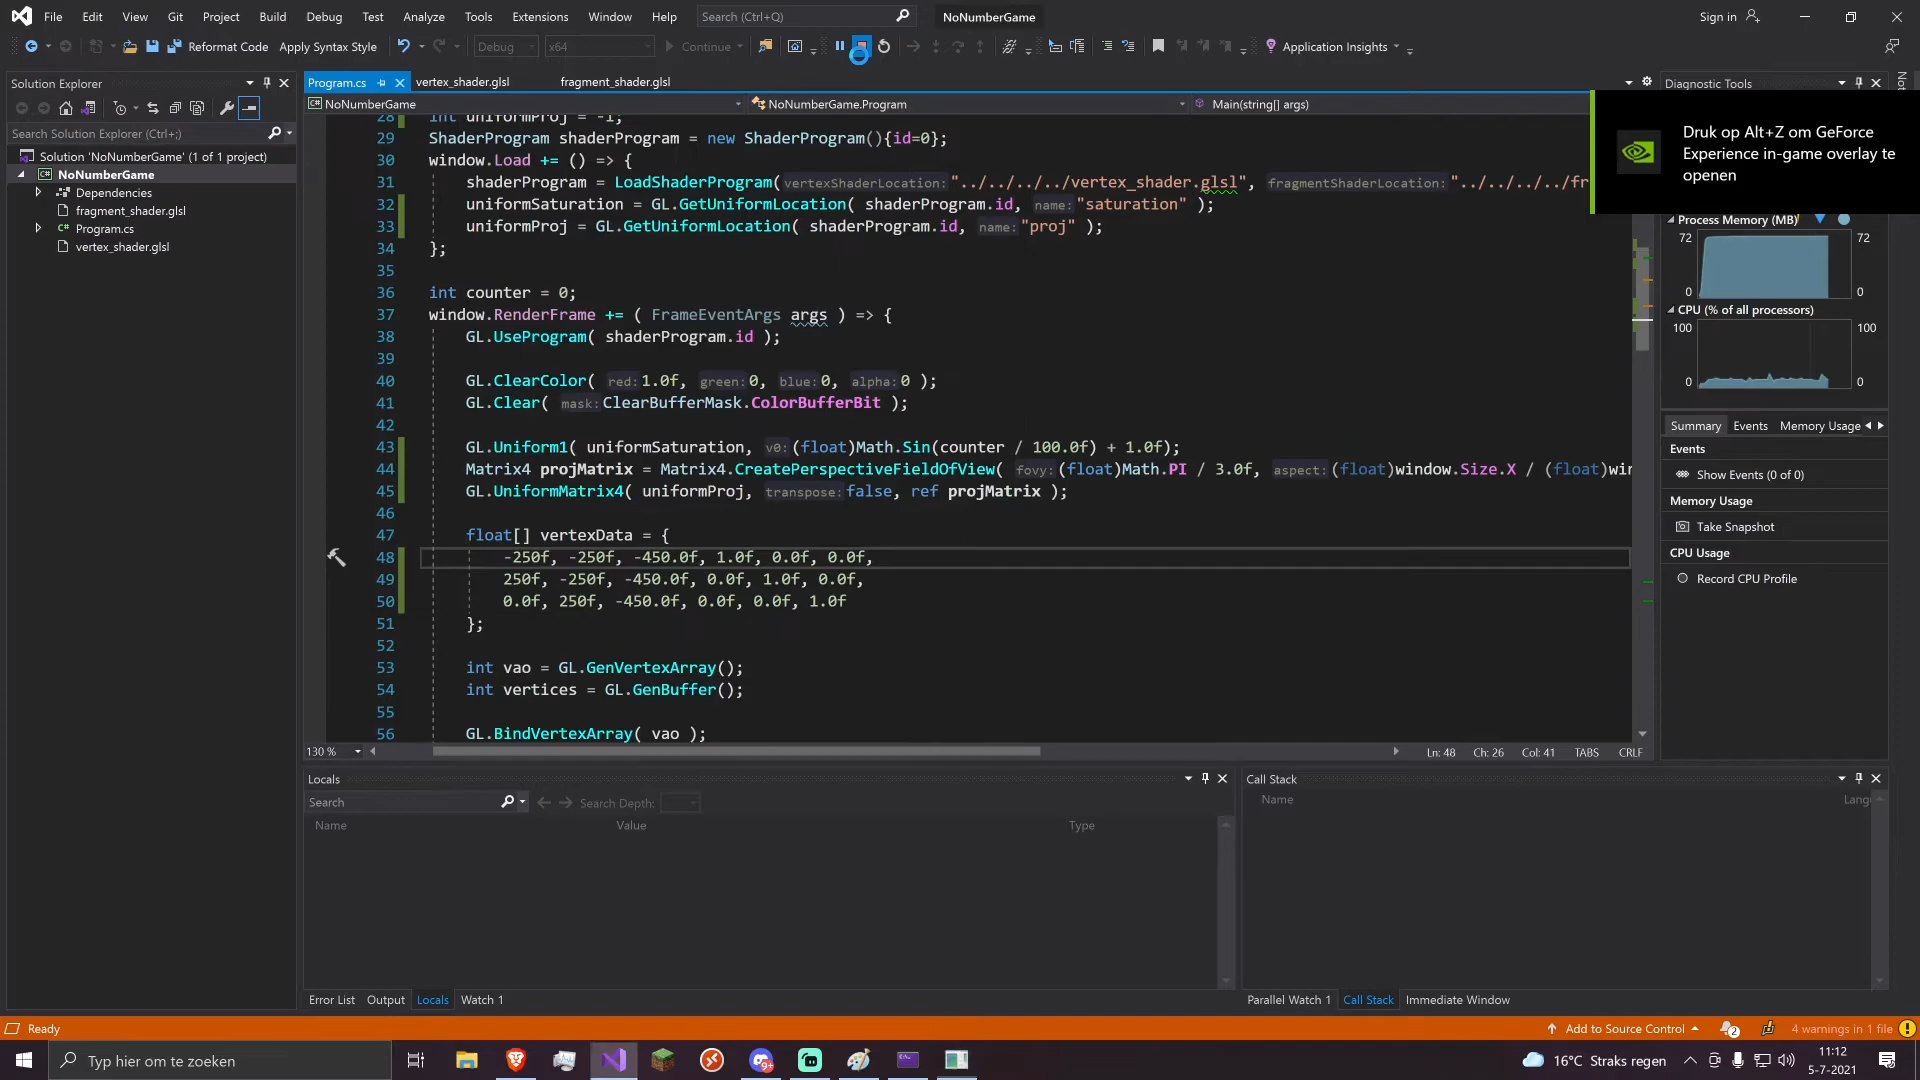 File Edit View Git Project Build Debug Test Analyze Tools Extensions Window Help Search (Ctrl+Q) NoNumberGame Sign in
Reformat Code Apply Syntax Style Debug x64 Continue Application Insights
Solution Explorer
Search Solution Explorer (Ctrl+;)
Solution 'NoNumberGame' (1 of 1 project)
NoNumberGame
Dependencies
fragment_shader.glsl
Program.cs
vertex_shader.glsl
Program.cs vertex_shader.glsl fragment_shader.glsl
NoNumberGame NoNumberGame.Program Main(string[] args)
28 int uniformProj = -1;
29 ShaderProgram shaderProgram = new ShaderProgram(){id=0};
30 window.Load += () => {
31 shaderProgram = LoadShaderProgram(vertexShaderLocation:"../../../../vertex_shader.glsl", fragmentShaderLocation:"../../../../fr
32 uniformSaturation = GL.GetUniformLocation( shaderProgram.id, name:"saturation" );
33 uniformProj = GL.GetUniformLocation( shaderProgram.id, name:"proj" );
34 };
35
36 int counter = 0;
37 window.RenderFrame += ( FrameEventArgs args ) => {
38 GL.UseProgram( shaderProgram.id );
39
40 GL.ClearColor( red:1.0f, green:0, blue:0, alpha:0 );
41 GL.Clear( mask:ClearBufferMask.ColorBufferBit );
42
43 GL.Uniform1( uniformSaturation, v0:(float)Math.Sin(counter / 100.0f) + 1.0f);
44 Matrix4 projMatrix = Matrix4.CreatePerspectiveFieldOfView( fovy:(float)Math.PI / 3.0f, aspect:(float)window.Size.X / (float)win
45 GL.UniformMatrix4( uniformProj, transpose:false, ref projMatrix );
46
47 float[] vertexData = {
48 -250f, -250f, -450.0f, 1.0f, 0.0f, 0.0f,
49 250f, -250f, -450.0f, 0.0f, 1.0f, 0.0f,
50 0.0f, 250f, -450.0f, 0.0f, 0.0f, 1.0f
51 };
52
53 int vao = GL.GenVertexArray();
54 int vertices = GL.GenBuffer();
55
56 GL.BindVertexArray( vao );
130 % Ln: 48 Ch: 26 Col: 41 TABS CRLF
Diagnostic Tools
Druk op Alt+Z om GeForce
Experience in-game overlay te
openen
Process Memory (MB)
72 72
0 0
CPU (% of all processors)
100 100
0 0
Summary Events Memory Usage
Events
Show Events (0 of 0)
Memory Usage
Take Snapshot
CPU Usage
Record CPU Profile
Locals
Search Search Depth:
Name Value Type
Error List Output Locals Watch 1
Call Stack
Name Lang
Parallel Watch 1 Call Stack Immediate Window
Ready Add to Source Control 2 4 warnings in 1 file
Typ hier om te zoeken 9+ 16°C Straks regen 11:12
5-7-2021